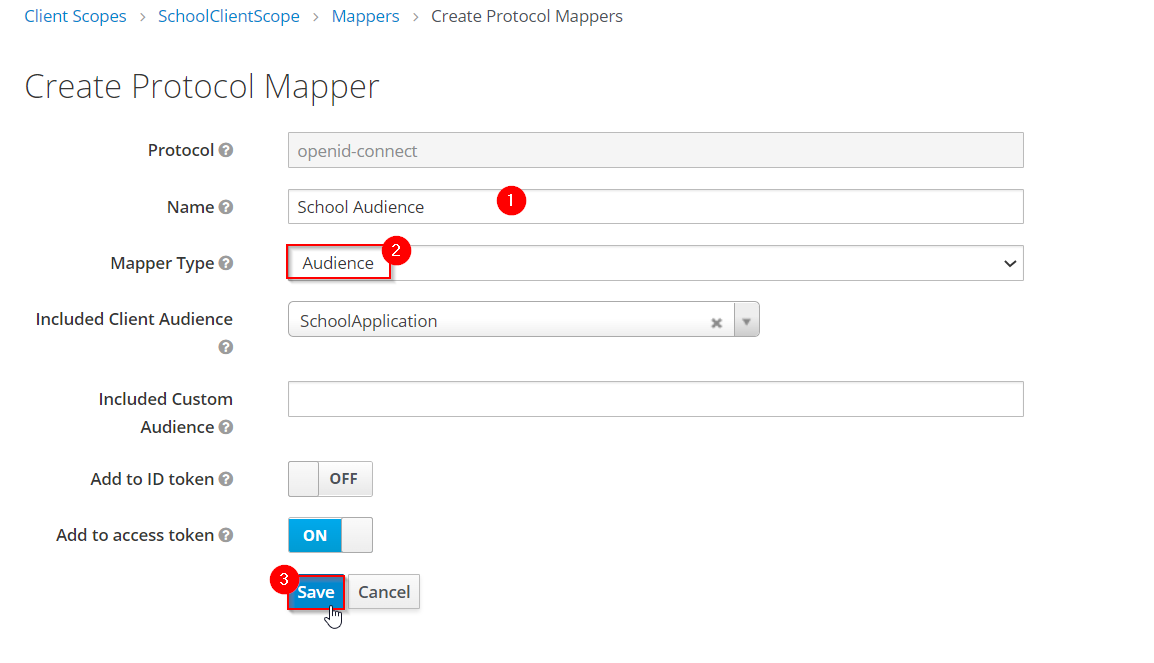 Client Scopes > SchoolClientScope > Mappers > Create Protocol Mappers
Create Protocol Mapper
Protocol ?
openid-connect
Name ?
School Audience
1
Mapper Type ?
Audience
2
Included Client Audience
?
SchoolApplication
Included Custom
Audience ?
Add to ID token ?
OFF
Add to access token ?
ON
3
Save
Cancel